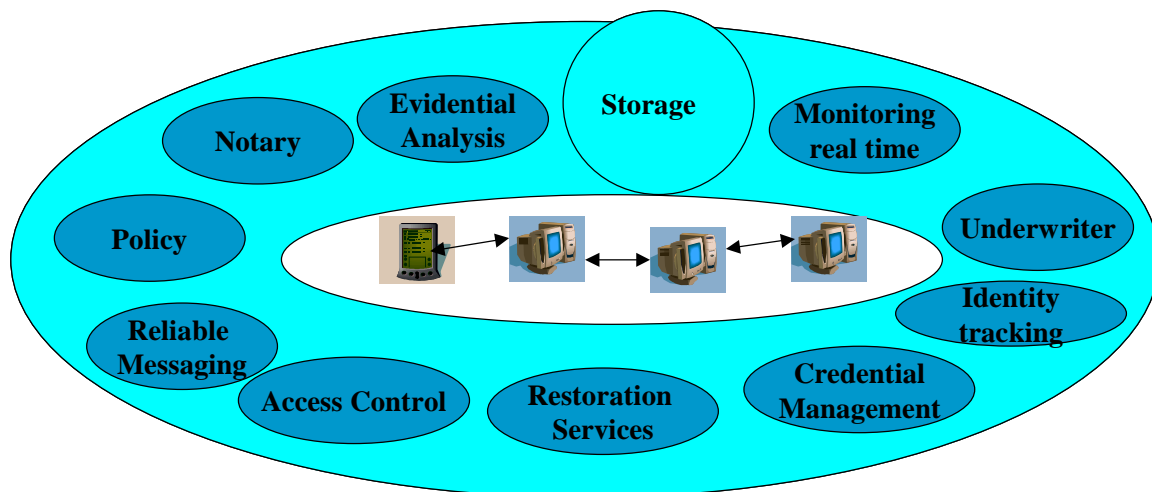 Storage
Evidential
Analysis
Monitoring
real time
Notary
Policy
Underwriter
Identity
tracking
Reliable
Messaging
Access Control
Restoration
Services
Credential
Management